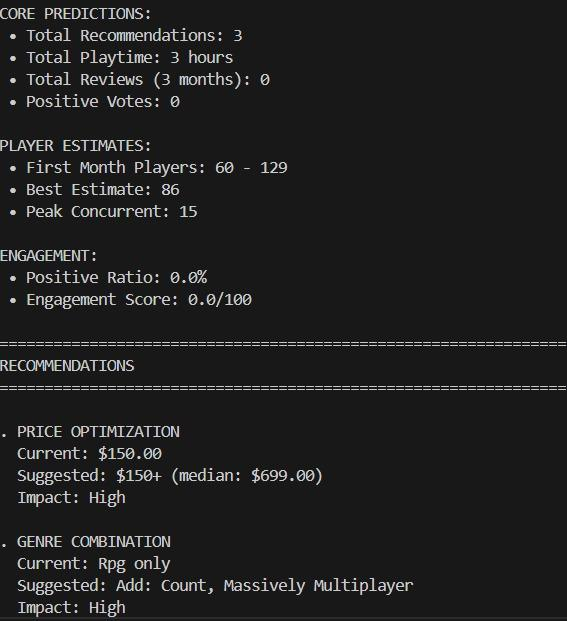 CORE PREDICTIONS:
• Total Recommendations: 3
• Total Playtime: 3 hours
• Total Reviews (3 months): 0
• Positive Votes: 0
PLAYER ESTIMATES:
• First Month Players: 60 - 129
• Best Estimate: 86
• Peak Concurrent: 15
ENGAGEMENT:
• Positive Ratio: 0.0%
• Engagement Score: 0.0/100
===============================================================
RECOMMENDATIONS
===============================================================
. PRICE OPTIMIZATION
Current: $150.00
Suggested: $150+ (median: $699.00)
Impact: High
. GENRE COMBINATION
Current: Rpg only
Suggested: Add: Count, Massively Multiplayer
Impact: High